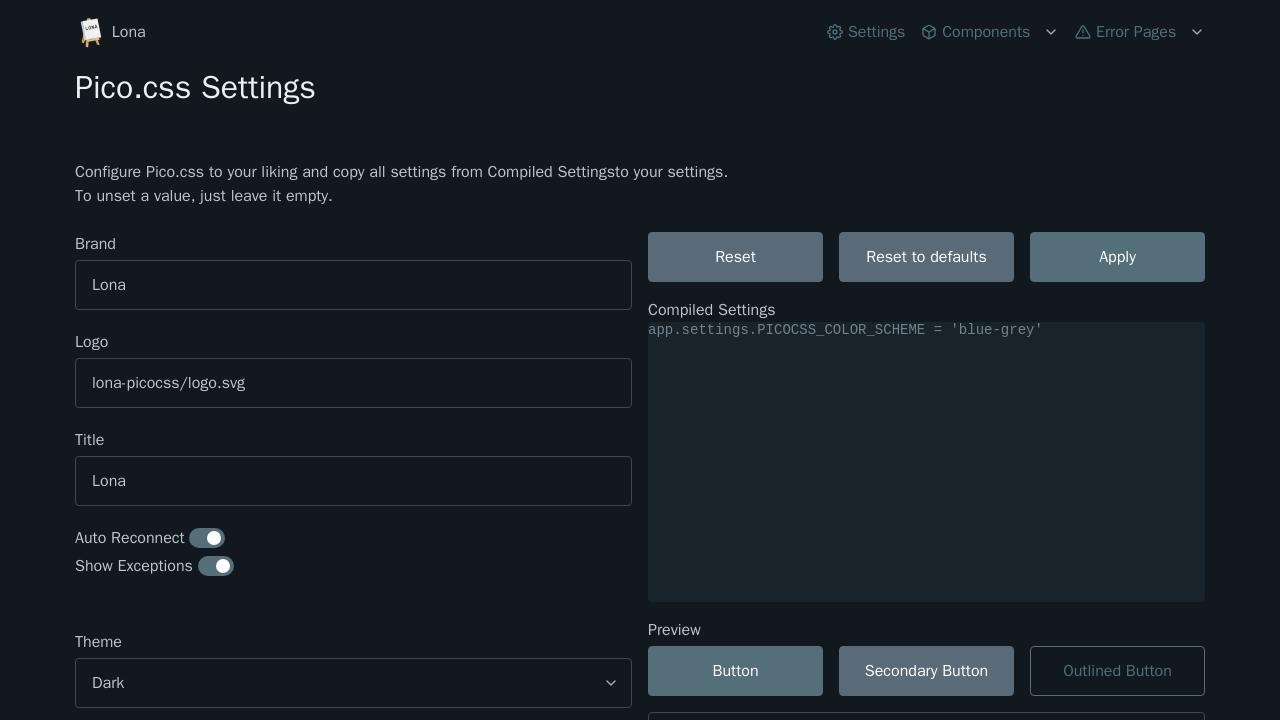 LONA
Lona
Settings
Components
Error Pages
Pico.css Settings
Configure Pico.css to your liking and copy all settings from Compiled Settingsto your settings.
To unset a value, just leave it empty.
Brand
Lona
Logo
lona-picocss/logo.svg
Title
Lona
Auto Reconnect
Show Exceptions
Theme
Dark
Reset
Reset to defaults
Apply
Compiled Settings
app.settings.PICOCSS_COLOR_SCHEME = 'blue-grey'
Preview
Button
Secondary Button
Outlined Button